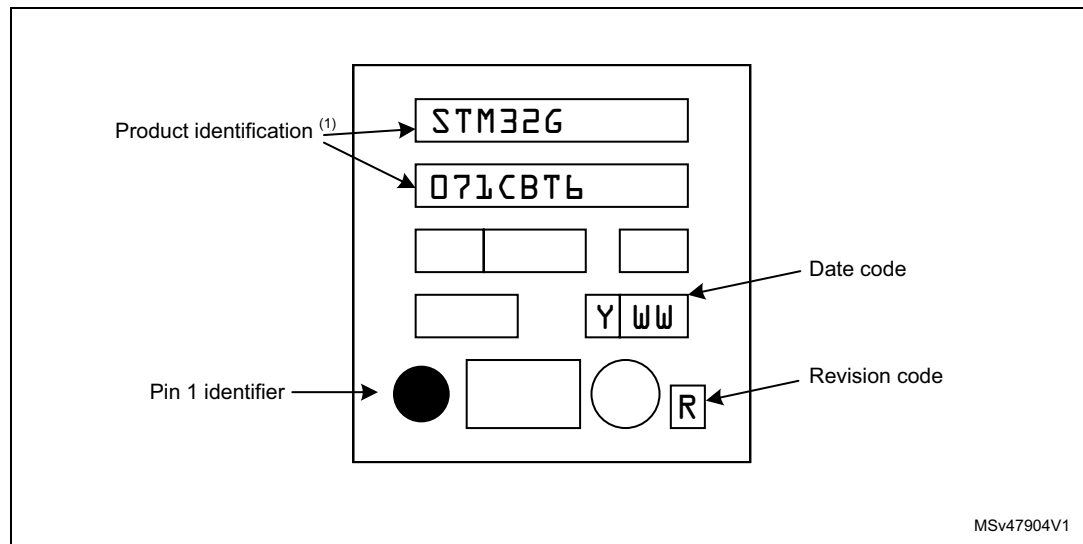 STM32G
Product identification (1)
071CBT6
Date code
Y WW
Pin 1 identifier
Revision code
R
MSv47904V1